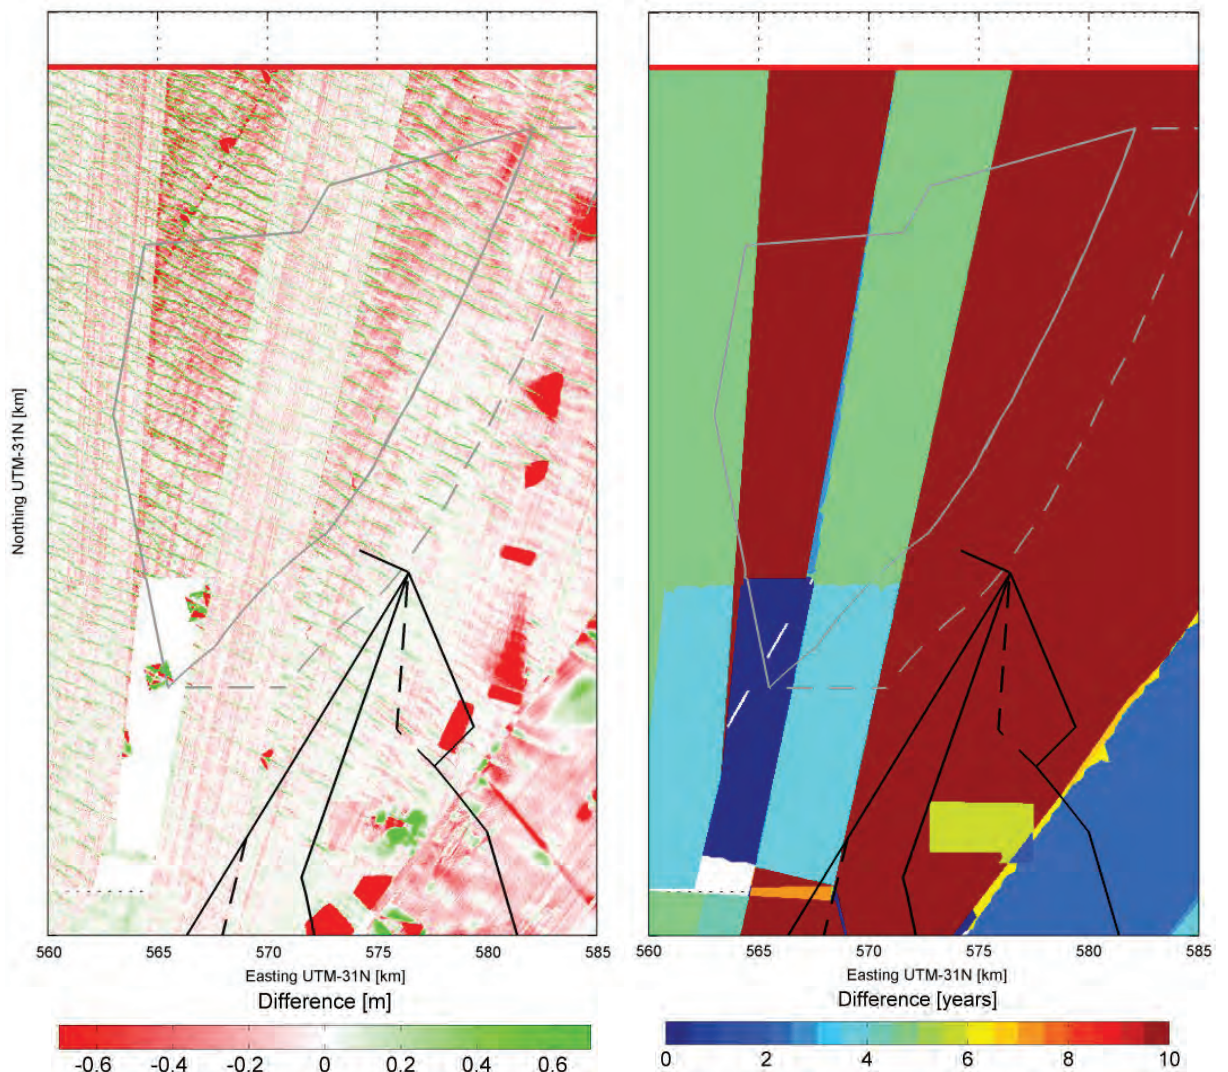 Northing UTM-31N [km]
560 565 570 575 580 585
Easting UTM-31N [km]
Difference [m]
-0.6 -0.4 -0.2 0 0.2 0.4 0.6
560 565 570 575 580 585
Easting UTM-31N [km]
Difference [years]
0 2 4 6 8 10